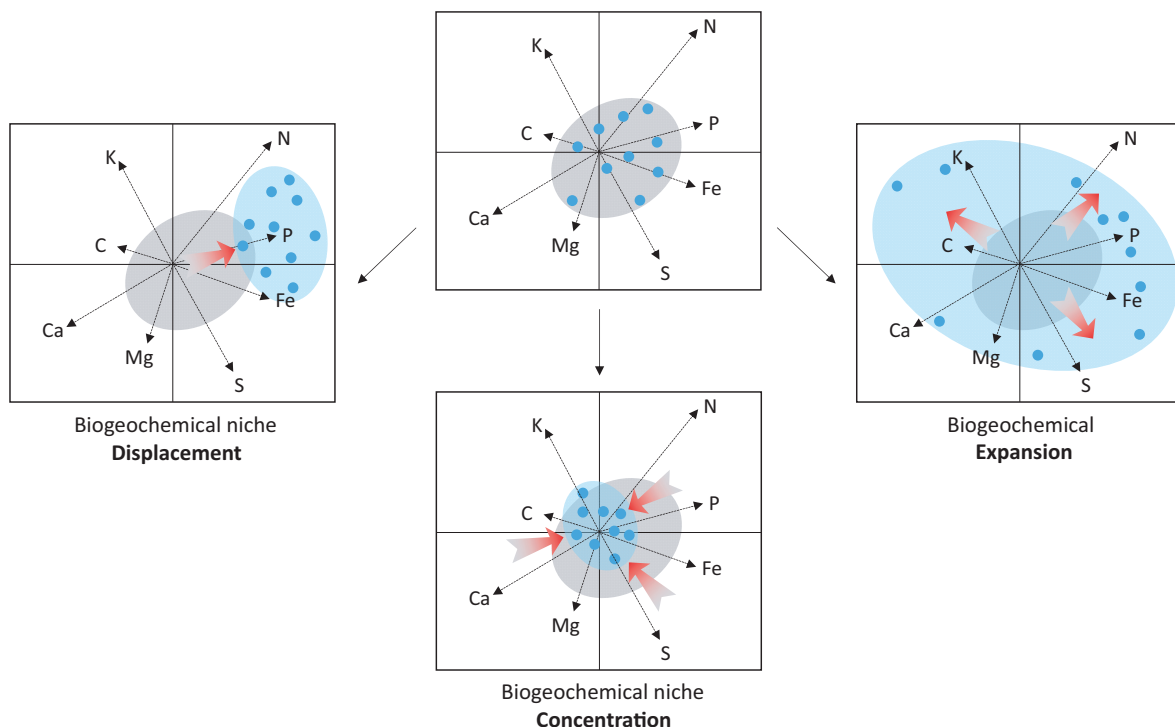 N
K
P
C
Fe
Ca
Mg
S
N
K
P
C
Fe
Ca
Mg
S
Biogeochemical niche
Displacement
N
K
P
C
Fe
Ca
Mg
S
Biogeochemical
Expansion
N
K
P
C
Fe
Ca
Mg
S
Biogeochemical niche
Concentration